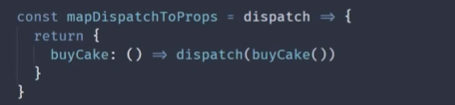 const mapDispatchToProps = dispatch => {
  return {
    buyCake: () => dispatch(buyCake())
  }
}